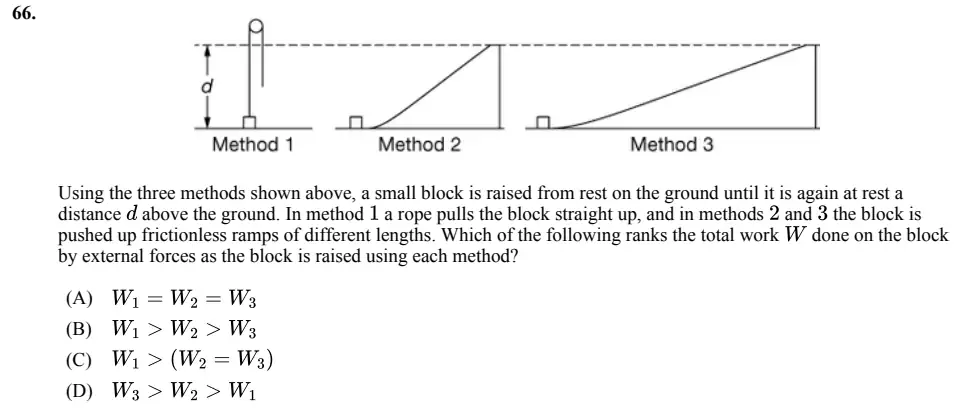 66.
d
Method 1 Method 2 Method 3
Using the three methods shown above, a small block is raised from rest on the ground until it is again at rest a
distance d above the ground. In method 1 a rope pulls the block straight up, and in methods 2 and 3 the block is
pushed up frictionless ramps of different lengths. Which of the following ranks the total work W done on the block
by external forces as the block is raised using each method?
(A) W₁ = W₂ = W₃
(B) W₁ > W₂ > W₃
(C) W₁ > (W₂ = W₃)
(D) W₃ > W₂ > W₁